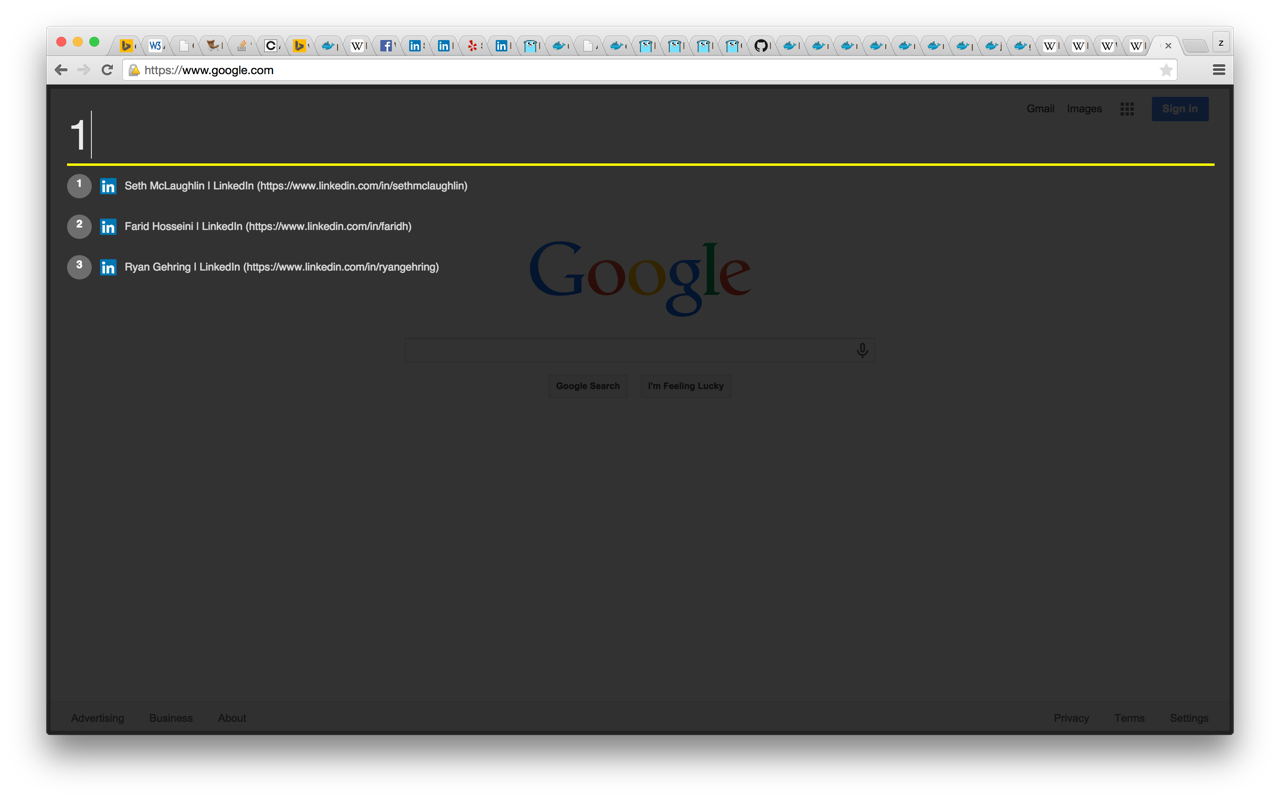 z
https://www.google.com
Gmail Images Sign in
1
1 Seth McLaughlin | LinkedIn (https://www.linkedin.com/in/sethmclaughlin)
2 Farid Hosseini | LinkedIn (https://www.linkedin.com/in/faridh)
3 Ryan Gehring | LinkedIn (https://www.linkedin.com/in/ryangehring)
Google
Google Search I'm Feeling Lucky
Advertising Business About Privacy Terms Settings